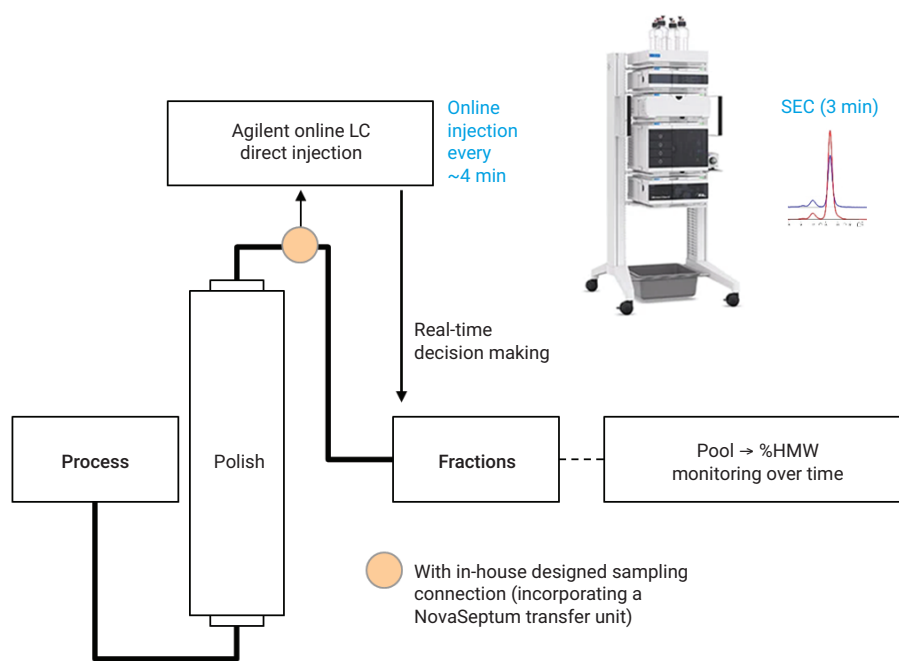 Agilent online LC
direct injection
Online
injection
every
~4 min
SEC (3 min)
Real-time
decision making
Process
Polish
Fractions
Pool → %HMW
monitoring over time
With in-house designed sampling
connection (incorporating a
NovaSeptum transfer unit)